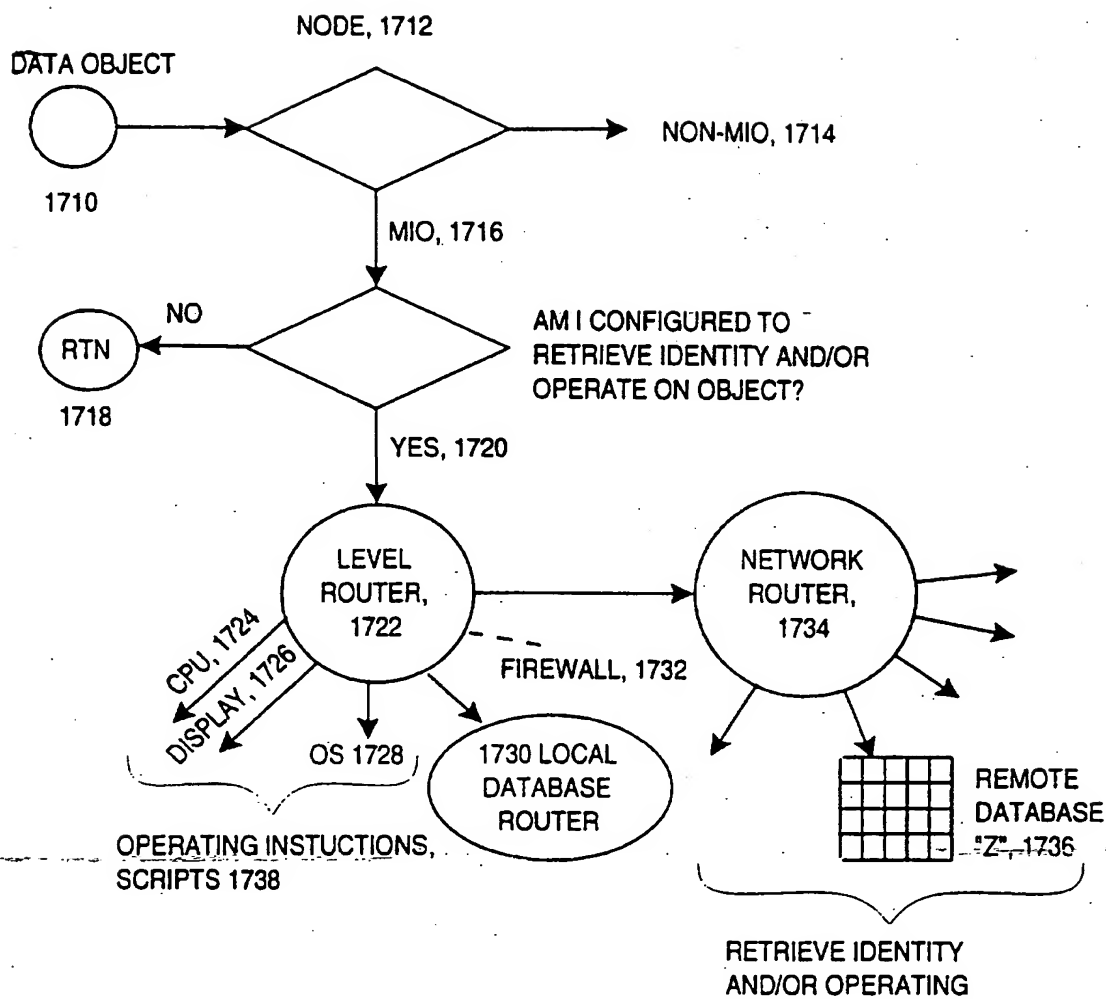 NODE, 1712
DATA OBJECT
1710
NON-MIO, 1714
MIO, 1716
NO
RTN
1718
AM I CONFIGURED TO
RETRIEVE IDENTITY AND/OR
OPERATE ON OBJECT?
YES, 1720
LEVEL
ROUTER,
1722
NETWORK
ROUTER,
1734
CPU, 1724
DISPLAY, 1726
OS 1728
FIREWALL, 1732
1730 LOCAL
DATABASE
ROUTER
REMOTE
DATABASE
"Z", 1736
OPERATING INSTUCTIONS,
SCRIPTS 1738
RETRIEVE IDENTITY
AND/OR OPERATING